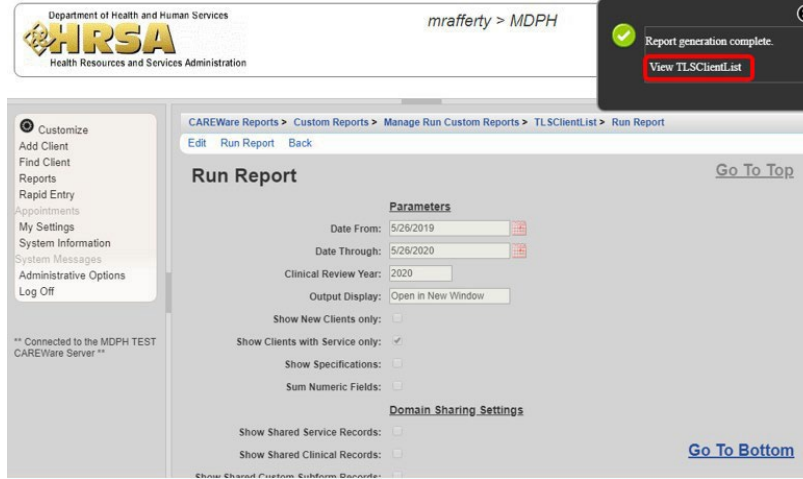 Department of Health and Human Services
HRSA
Health Resources and Services Administration
mrafferty > MDPH
Report generation complete.
View TLSClientList
Customize
Add Client
Find Client
Reports
Rapid Entry
Appointments
My Settings
System Information
System Messages
Administrative Options
Log Off
** Connected to the MDPH TEST
CAREWare Server **
CAREWare Reports > Custom Reports > Manage Run Custom Reports > TLSClientList > Run Report
Edit Run Report Back
Run Report
Go To Top
Parameters
Date From: 5/26/2019
Date Through: 5/26/2020
Clinical Review Year: 2020
Output Display: Open in New Window
Show New Clients only:
Show Clients with Service only:
Show Specifications:
Sum Numeric Fields:
Domain Sharing Settings
Show Shared Service Records:
Show Shared Clinical Records:
Go To Bottom
Show Shared Custom Subform Records: